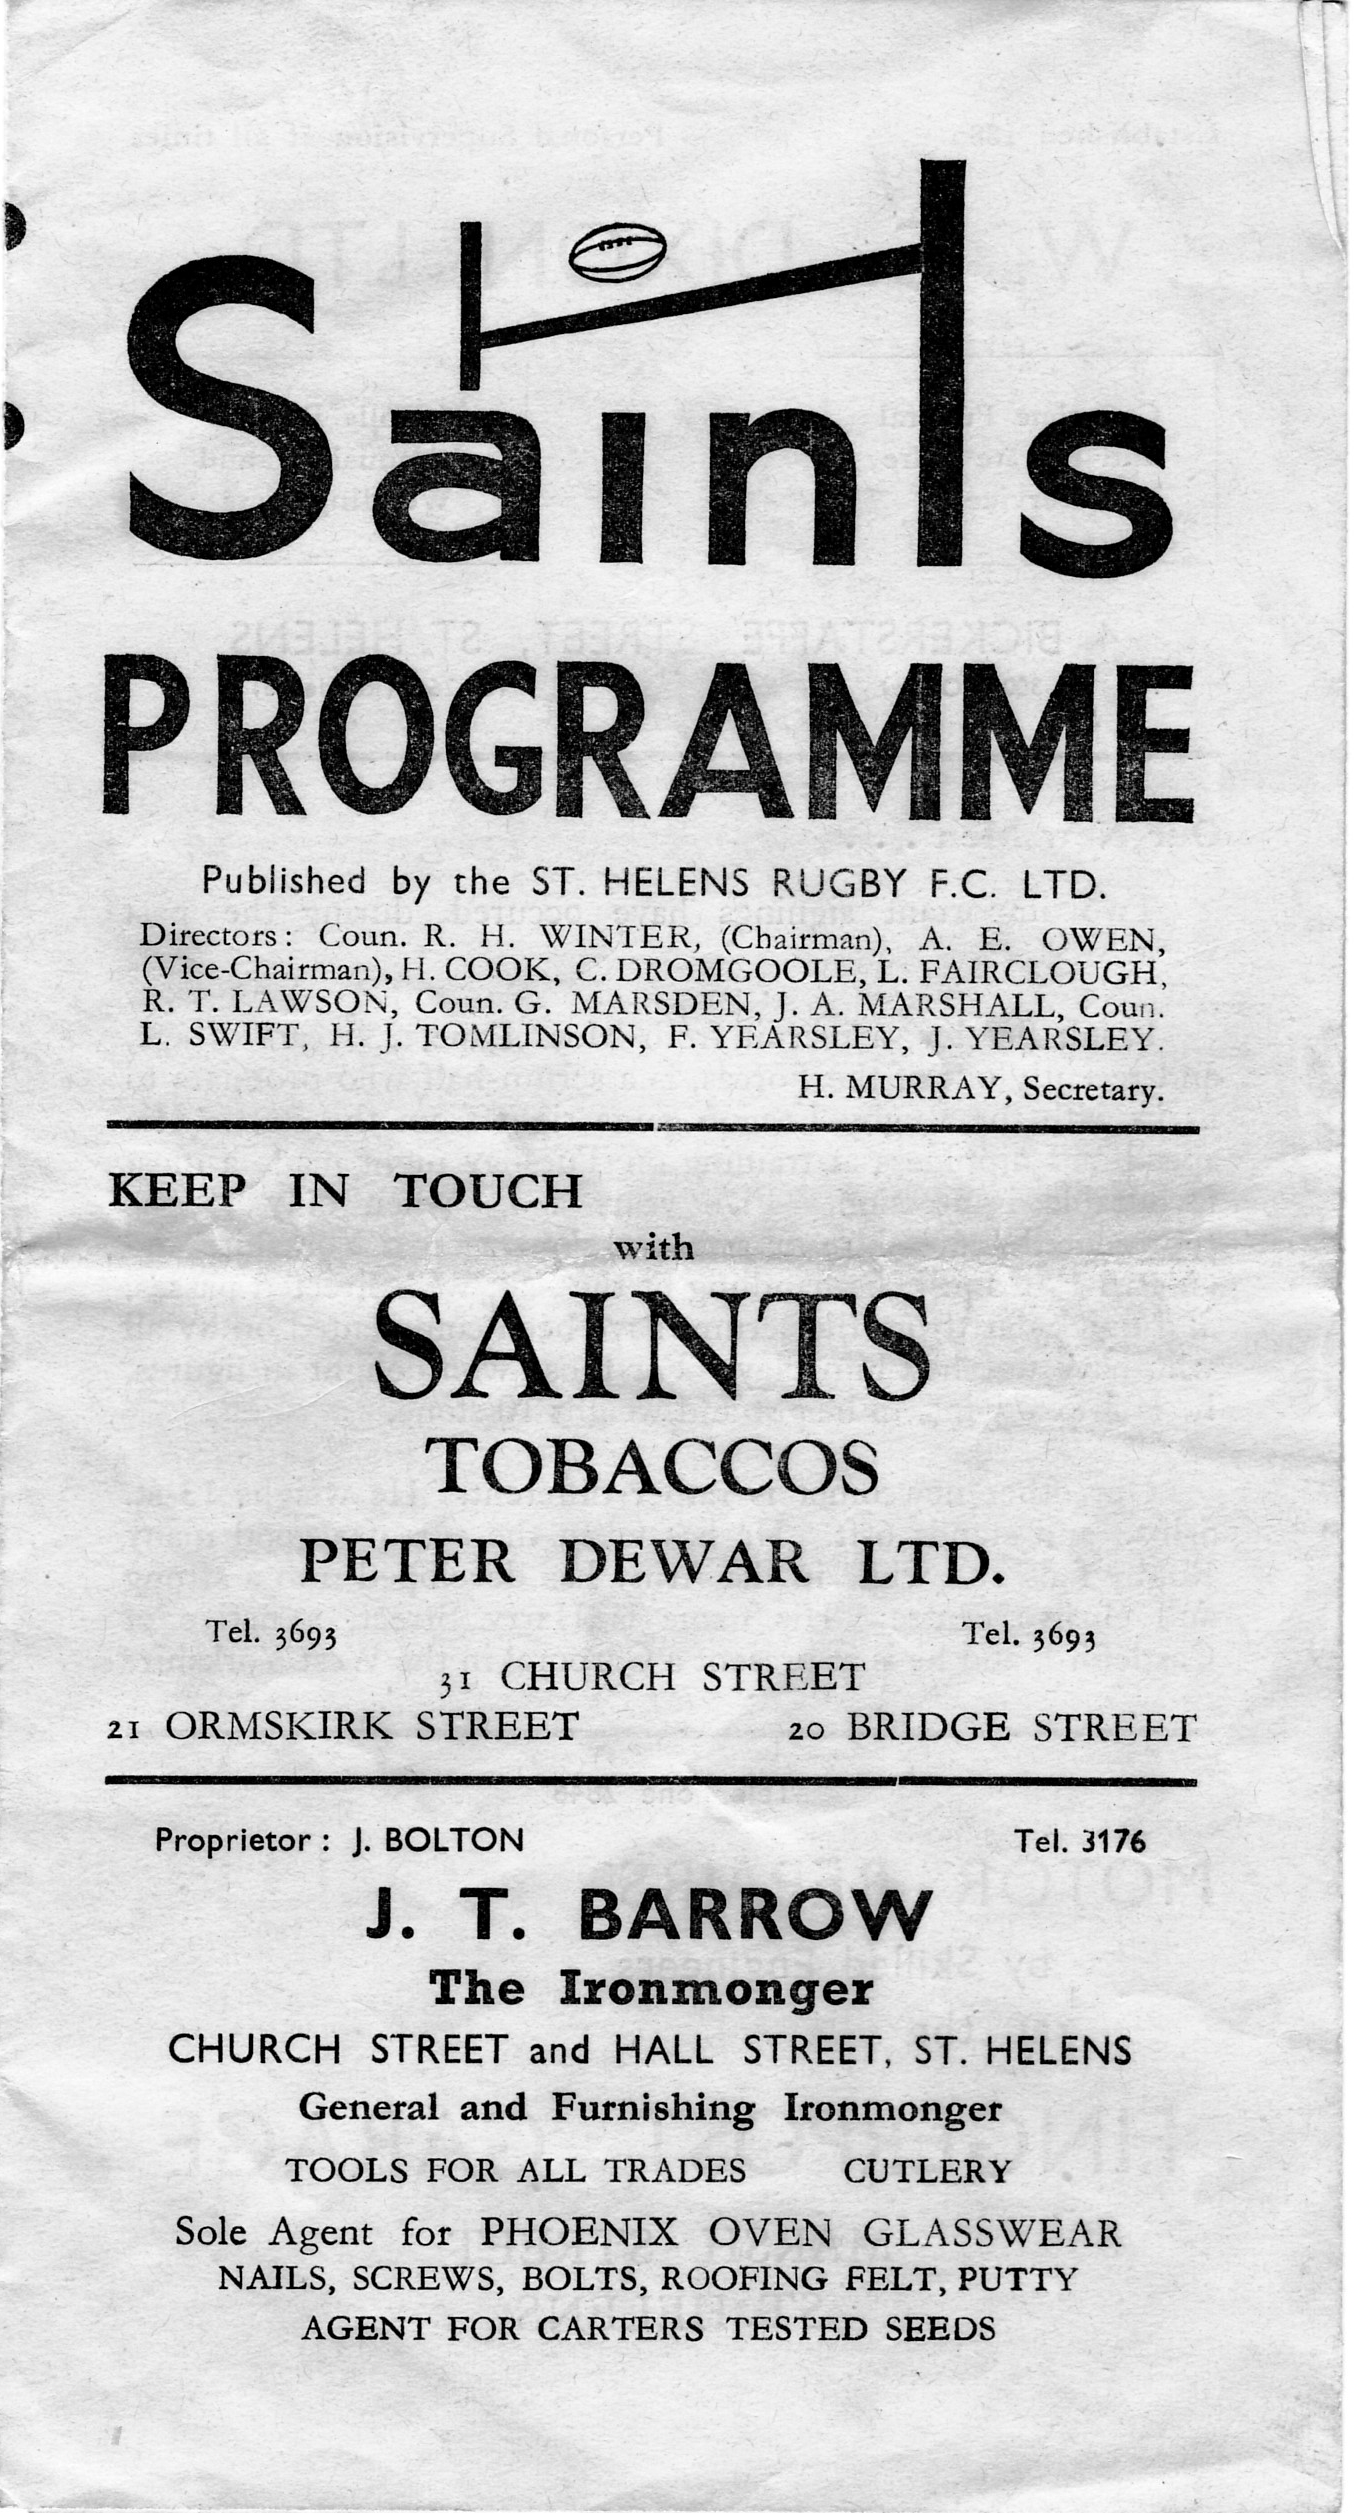 Saints
PROGRAMME
Published by the ST. HELENS RUGBY F.C. LTD.
Directors: Coun. R. H. WINTER, (Chairman), A. E. OWEN,
(Vice-Chairman), H. COOK, C. DROMGOOLE, L. FAIRCLOUGH,
R. T. LAWSON, Coun. G. MARSDEN, J. A. MARSHALL, Coun.
L. SWIFT, H. J. TOMLINSON, F. YEARSLEY, J. YEARSLEY.
H. MURRAY, Secretary.
KEEP IN TOUCH
with
SAINTS
TOBACCOS
PETER DEWAR LTD.
Tel. 3693 Tel. 3693
31 CHURCH STREET
21 ORMSKIRK STREET 20 BRIDGE STREET
Proprietor: J. BOLTON Tel. 3176
J. T. BARROW
The Ironmonger
CHURCH STREET and HALL STREET, ST. HELENS
General and Furnishing Ironmonger
TOOLS FOR ALL TRADES CUTLERY
Sole Agent for PHOENIX OVEN GLASSWEAR
NAILS, SCREWS, BOLTS, ROOFING FELT, PUTTY
AGENT FOR CARTERS TESTED SEEDS